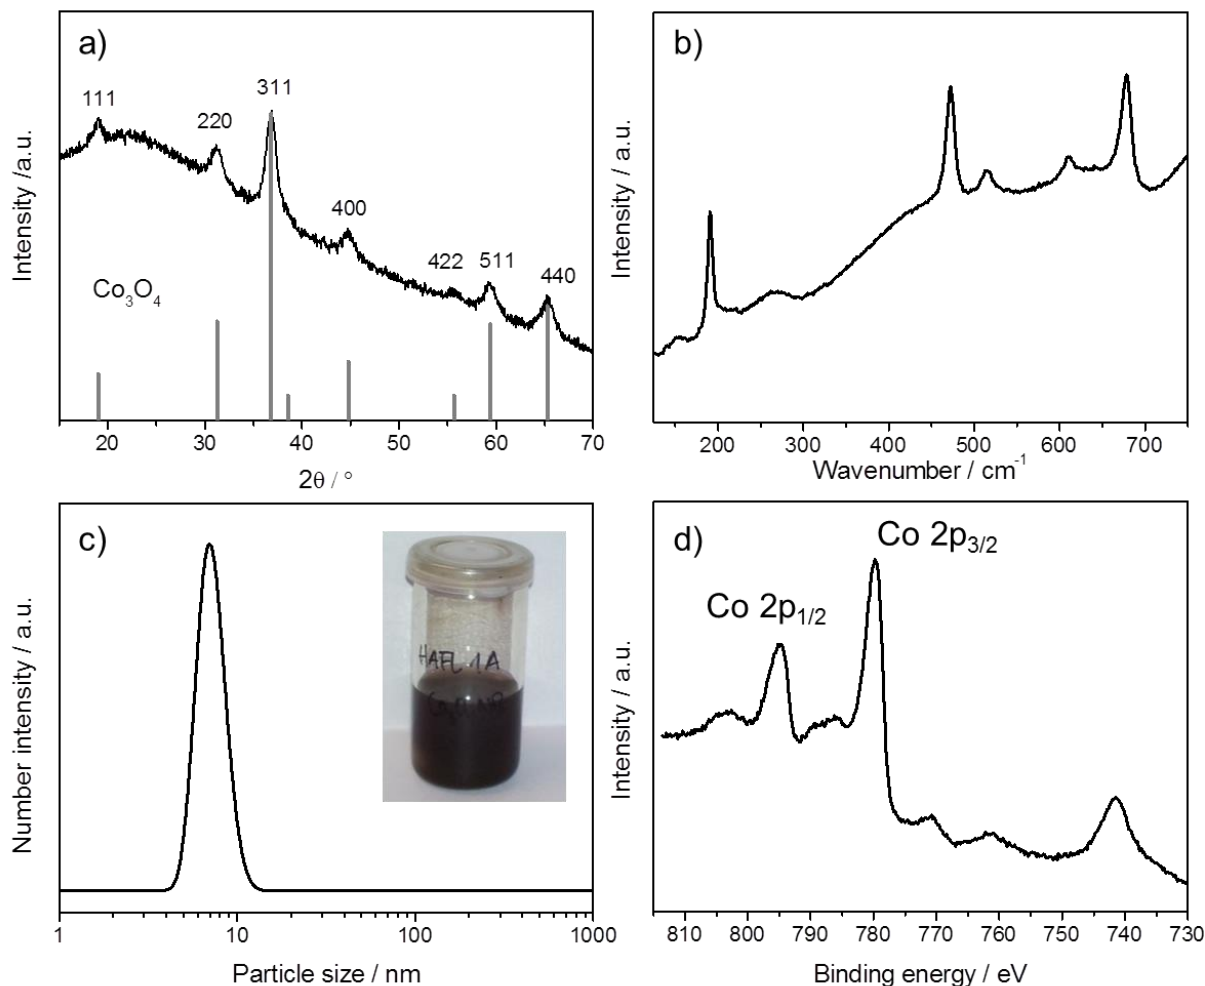 a)
111
220
311
400
422
511
440
Co₃O₄
Intensity /a.u.
20 30 40 50 60 70
2θ / °
b)
Intensity / a.u.
200 300 400 500 600 700
Wavenumber / cm⁻¹
c)
HAFL 1A
Number intensity / a.u.
1 10 100 1000
Particle size / nm
d)
Co 2p₃/₂
Co 2p₁/₂
Intensity / a.u.
810 800 790 780 770 760 750 740 730
Binding energy / eV